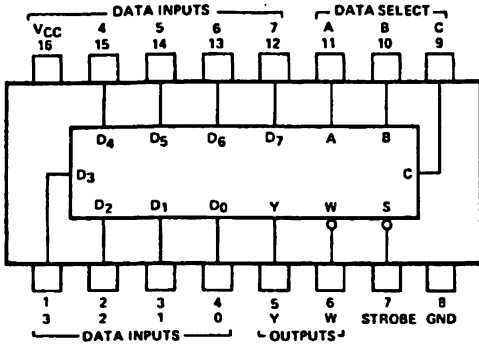 DATA INPUTS DATA SELECT
VCC 4 5 6 7 A B C
16 15 14 13 12 11 10 9
D4 D5 D6 D7 A B
D3 C
D2 D1 D0 Y W S
1 2 3 4 5 6 7 8
3 2 1 0 Y W STROBE GND
DATA INPUTS OUTPUTS